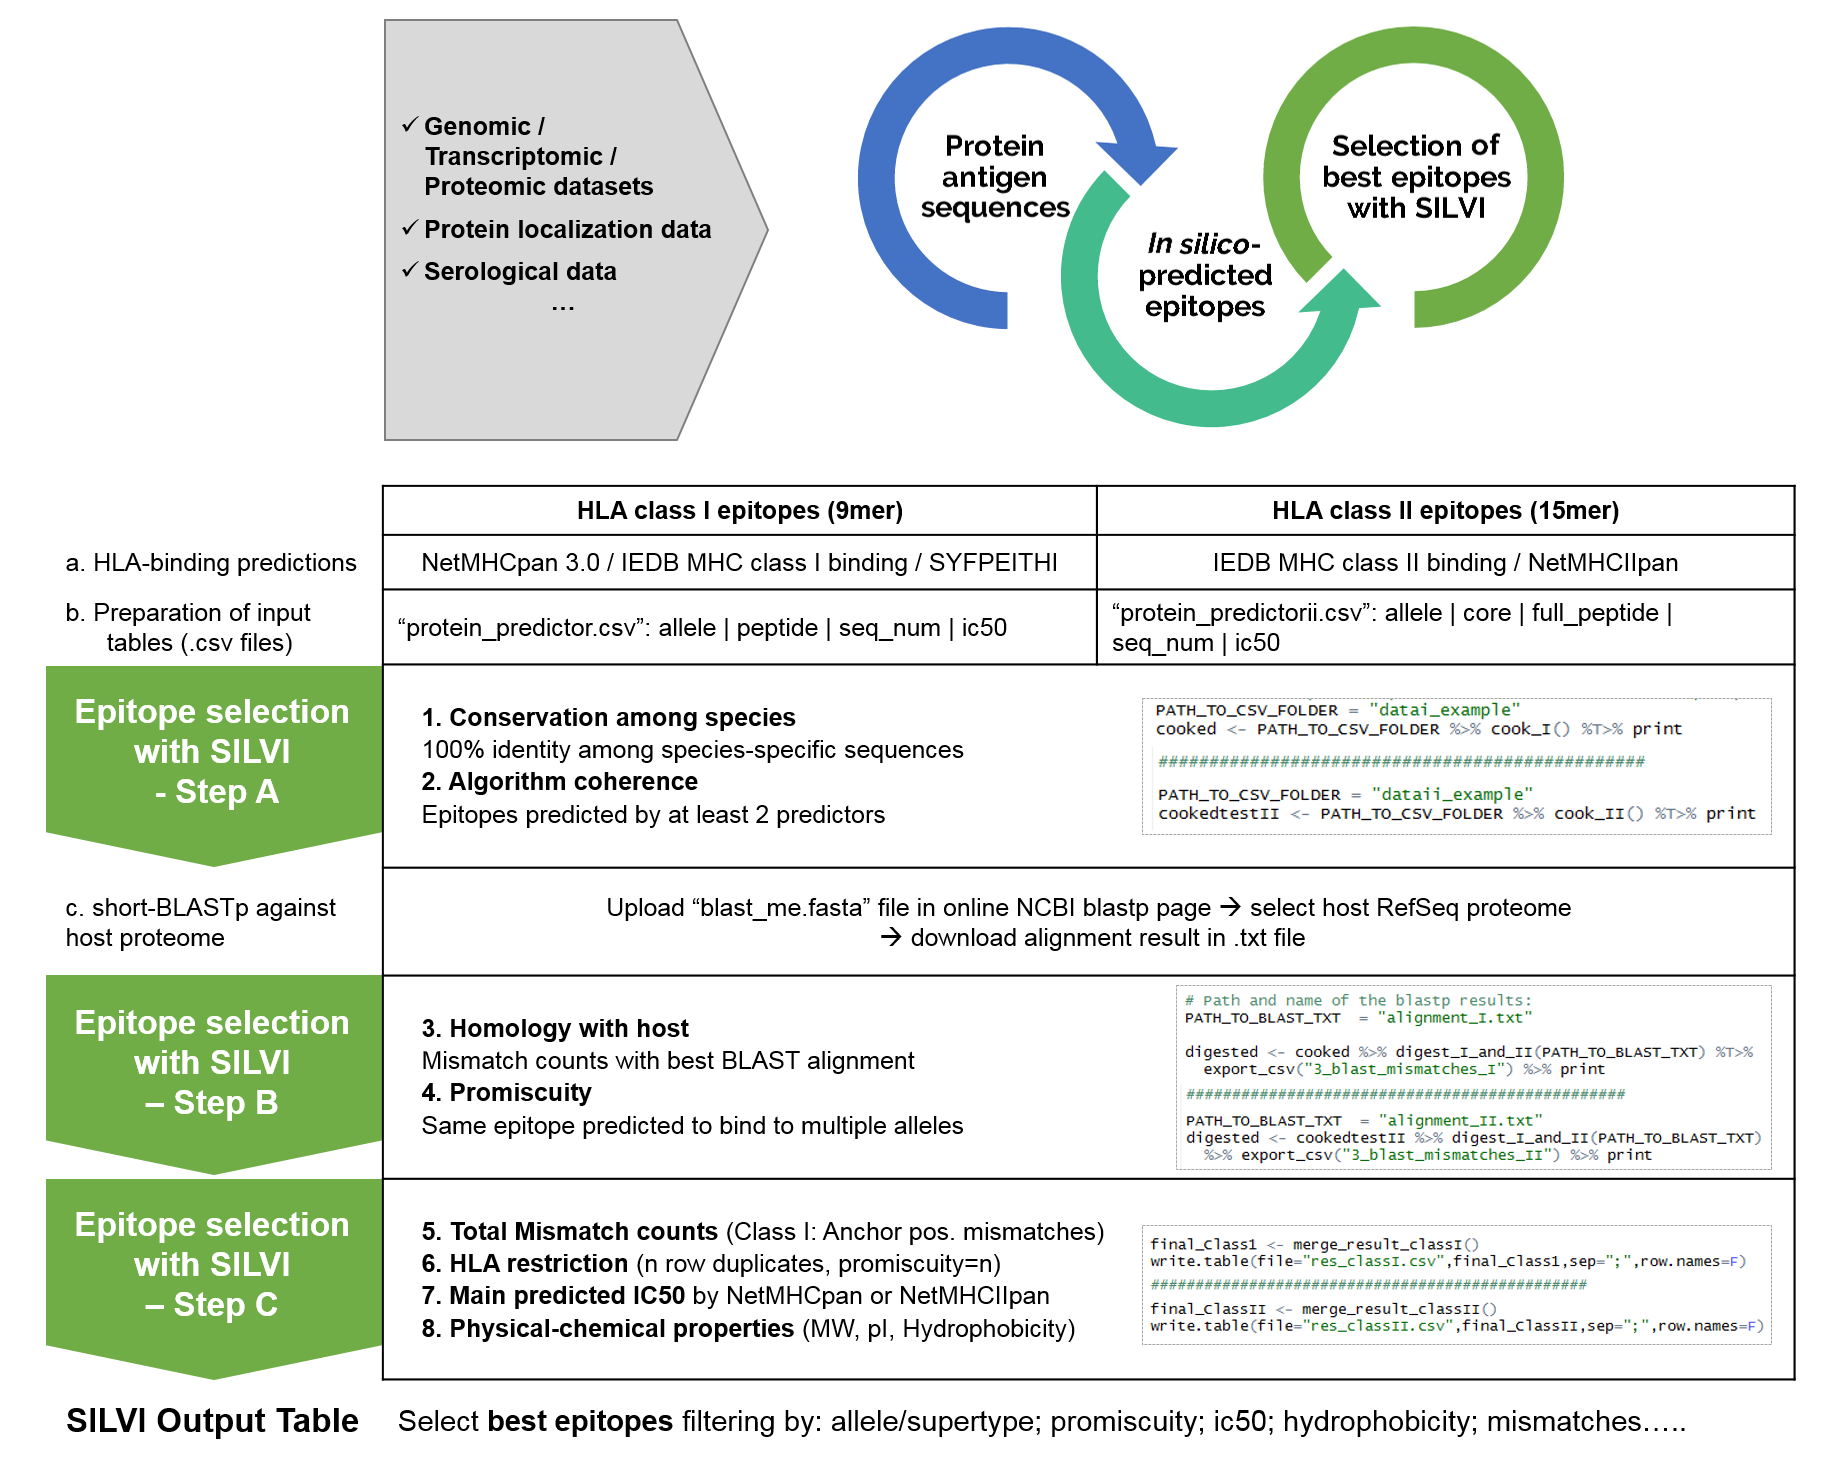 ✓ Genomic /
Transcriptomic /
Proteomic datasets
✓ Protein localization data
✓ Serological data
…
Protein
antigen
sequences
In silico-
predicted
epitopes
Selection of
best epitopes
with SILVI
HLA class I epitopes (9mer)
HLA class II epitopes (15mer)
a. HLA-binding predictions
NetMHCpan 3.0 / IEDB MHC class I binding / SYFPEITHI
IEDB MHC class II binding / NetMHCIIpan
b. Preparation of input
tables (.csv files)
“protein_predictor.csv”: allele | peptide | seq_num | ic50
“protein_predictorii.csv”: allele | core | full_peptide |
seq_num | ic50
Epitope selection
with SILVI
- Step A
1. Conservation among species
100% identity among species-specific sequences
2. Algorithm coherence
Epitopes predicted by at least 2 predictors
PATH_TO_CSV_FOLDER = "datai_example"
cooked <- PATH_TO_CSV_FOLDER %>% cook_I() %T>% print
################################################
PATH_TO_CSV_FOLDER = "dataii_example"
cookedtestII <- PATH_TO_CSV_FOLDER %>% cook_II() %T>% print
c. short-BLASTp against
host proteome
Upload “blast_me.fasta” file in online NCBI blastp page → select host RefSeq proteome
→ download alignment result in .txt file
Epitope selection
with SILVI
– Step B
3. Homology with host
Mismatch counts with best BLAST alignment
4. Promiscuity
Same epitope predicted to bind to multiple alleles
# Path and name of the blastp results:
PATH_TO_BLAST_TXT = "alignment_I.txt"
digested <- cooked %>% digest_I_and_II(PATH_TO_BLAST_TXT) %T>%
export_csv("3_blast_mismatches_I") %>% print
################################################
PATH_TO_BLAST_TXT = "alignment_II.txt"
digested <- cookedtestII %>% digest_I_and_II(PATH_TO_BLAST_TXT)
%>% export_csv("3_blast_mismatches_II") %>% print
Epitope selection
with SILVI
– Step C
5. Total Mismatch counts (Class I: Anchor pos. mismatches)
6. HLA restriction (n row duplicates, promiscuity=n)
7. Main predicted IC50 by NetMHCpan or NetMHCIIpan
8. Physical-chemical properties (MW, pI, Hydrophobicity)
final_Class1 <- merge_result_classI()
write.table(file="res_classI.csv",final_Class1,sep=";",row.names=F)
################################################
final_ClassII <- merge_result_classII()
write.table(file="res_classII.csv",final_ClassII,sep=";",row.names=F)
SILVI Output Table
Select best epitopes filtering by: allele/supertype; promiscuity; ic50; hydrophobicity; mismatches…..